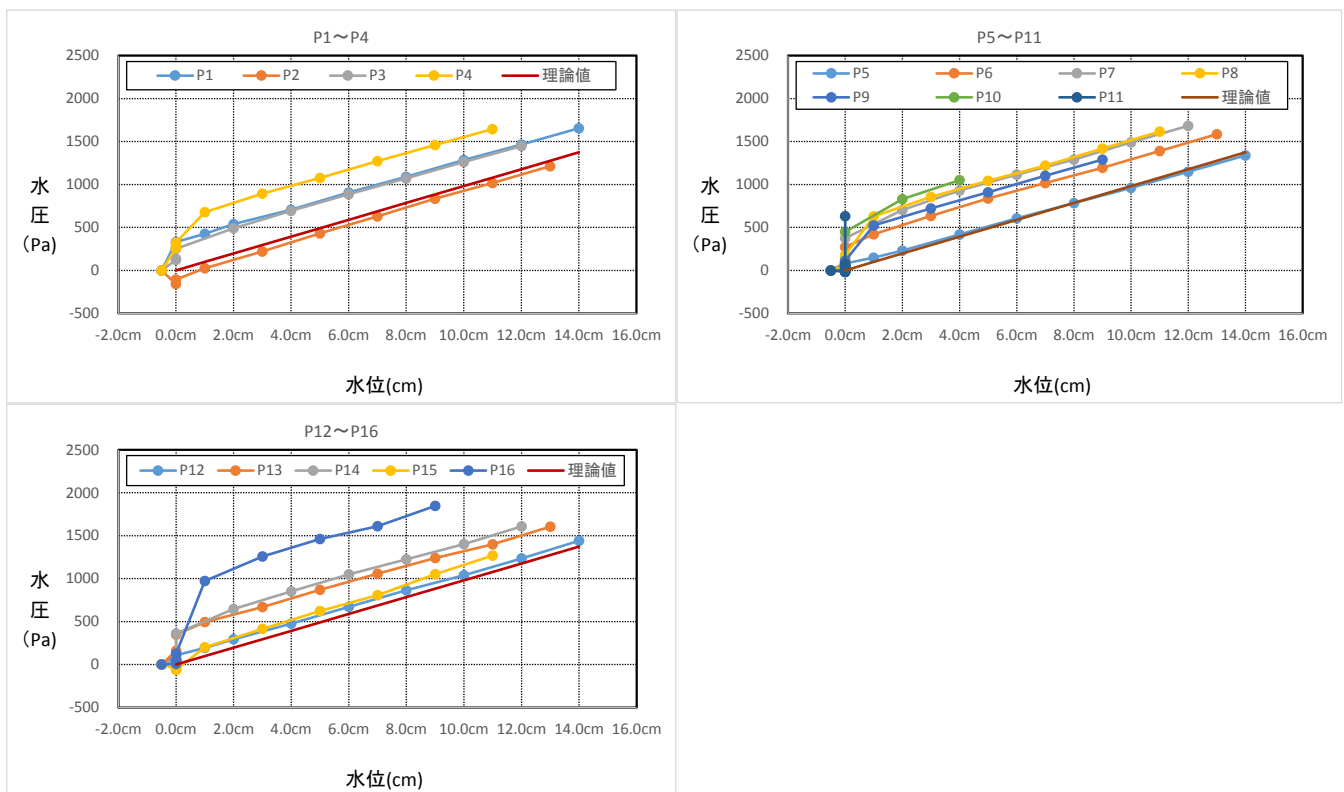 P1～P4
2500
2000
1500
1000
500
0
-500
P1 P2 P3 P4 理論値
水
圧
（Pa)
-2.0cm 0.0cm 2.0cm 4.0cm 6.0cm 8.0cm 10.0cm 12.0cm 14.0cm 16.0cm
水位(cm)
P5～P11
2500
2000
1500
1000
500
0
-500
P5 P6 P7 P8
P9 P10 P11 理論値
水
圧
（Pa)
-2.0cm 0.0cm 2.0cm 4.0cm 6.0cm 8.0cm 10.0cm 12.0cm 14.0cm 16.0cm
水位(cm)
P12～P16
2500
2000
1500
1000
500
0
-500
P12 P13 P14 P15 P16 理論値
水
圧
（Pa)
-2.0cm 0.0cm 2.0cm 4.0cm 6.0cm 8.0cm 10.0cm 12.0cm 14.0cm 16.0cm
水位(cm)